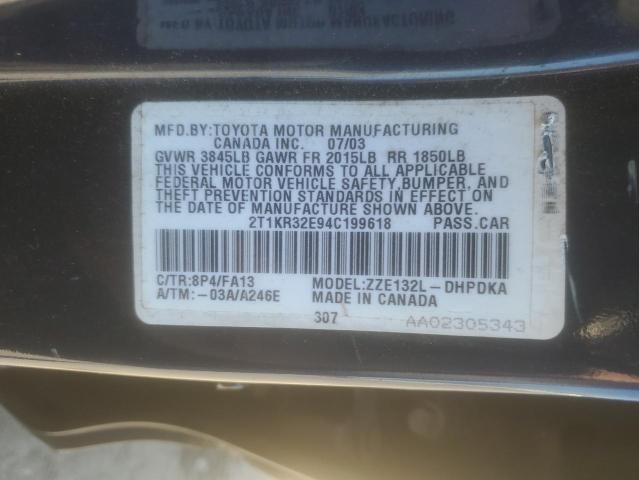 MFD.BY:TOYOTA MOTOR MANUFACTURING
CANADA INC. 07/03
GVWR 3845LB GAWR FR 2015LB RR 1850LB
THIS VEHICLE CONFORMS TO ALL APPLICABLE
FEDERAL MOTOR VEHICLE SAFETY,BUMPER, AND
THEFT PREVENTION STANDARDS IN EFFECT ON
THE DATE OF MANUFACTURE SHOWN ABOVE.
2T1KR32E94C199618 PASS.CAR
C/TR:8P4/FA13 MODEL:ZZE132L-DHPDKA
A/TM:-03A/A246E MADE IN CANADA
307
AA02305343